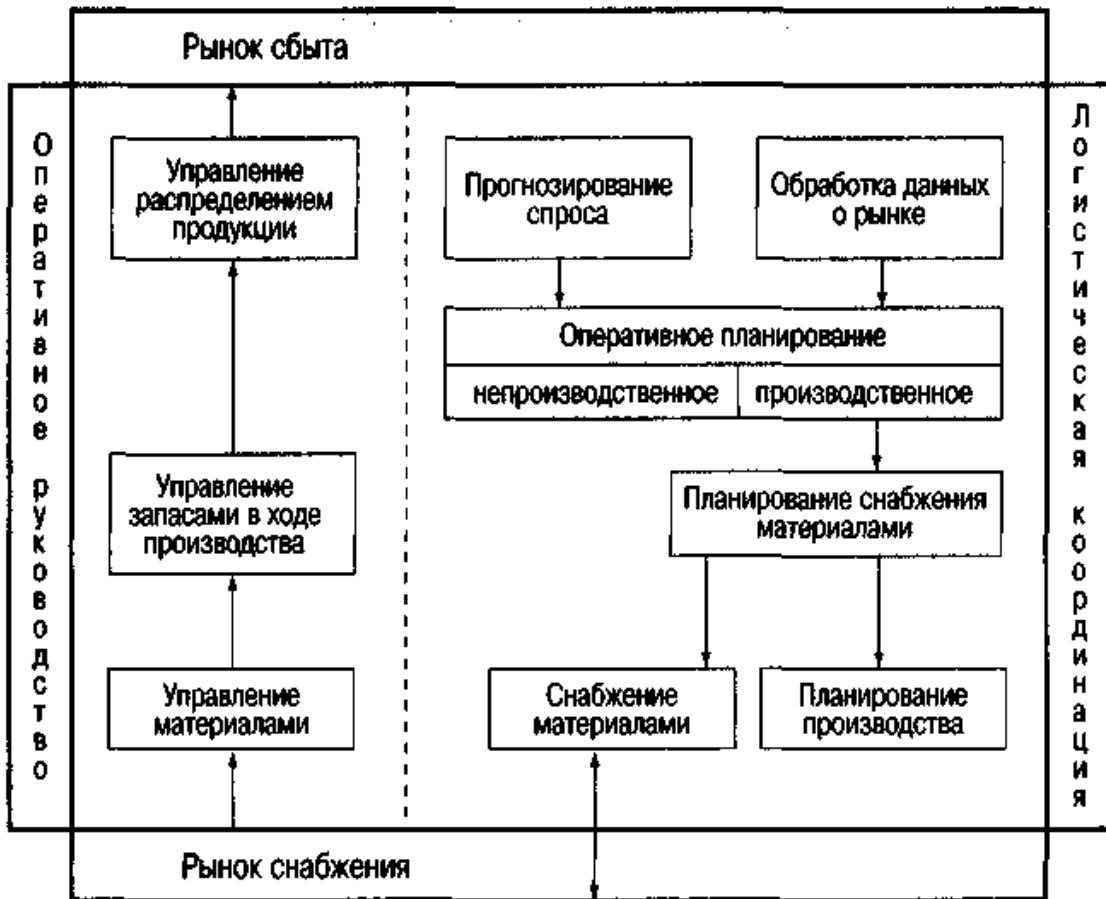 Рынок сбыта
Оперативное руководство
Управление
распределением
продукции
Управление
запасами в ходе
производства
Управление
материалами
Прогнозирование
спроса
Обработка данных
о рынке
Оперативное планирование
непроизводственное
производственное
Планирование снабжения
материалами
Снабжение
материалами
Планирование
производства
Логистическая координация
Рынок снабжения